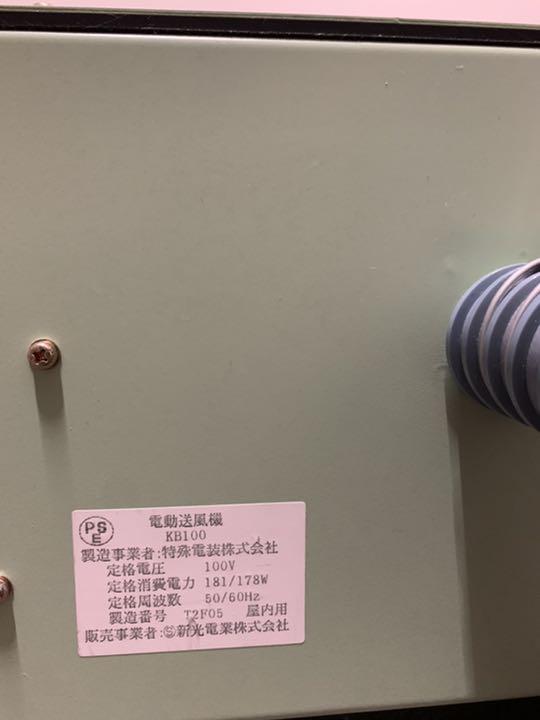 PS
E
電動送風機
KB100
製造事業者:特殊電装株式会社
定格電圧 100V
定格消費電力 181/178W
定格周波数 50/60Hz
製造番号 T2F05 屋内用
販売事業者:Ⓢ新光電業株式会社